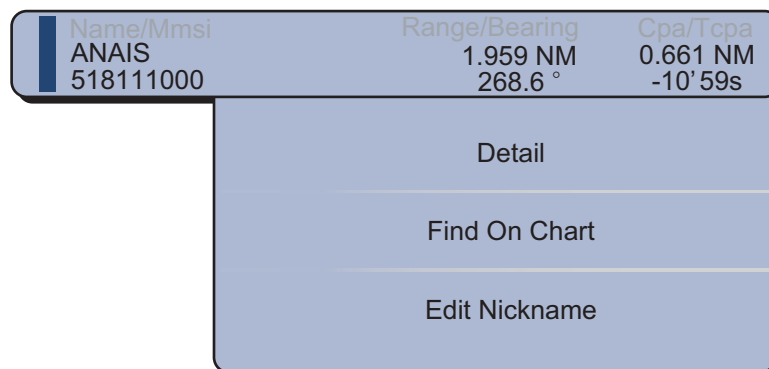 Name/Mmsi Range/Bearing Cpa/Tcpa
ANAIS 1.959 NM 0.661 NM
518111000 268.6 ° -10’59s
Detail
Find On Chart
Edit Nickname